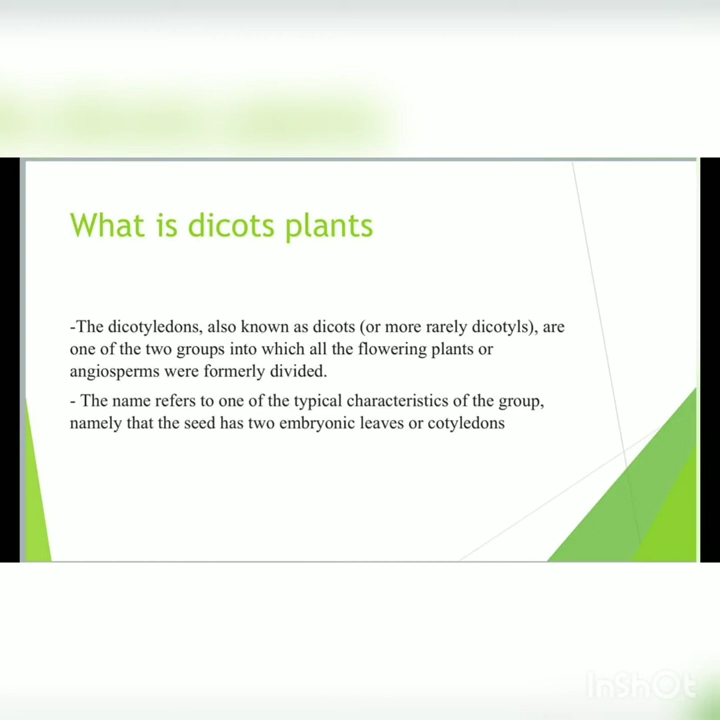 What is dicots plants
-The dicotyledons, also known as dicots (or more rarely dicotyls), are
one of the two groups into which all the flowering plants or
angiosperms were formerly divided.
- The name refers to one of the typical characteristics of the group,
namely that the seed has two embryonic leaves or cotyledons
InShOt